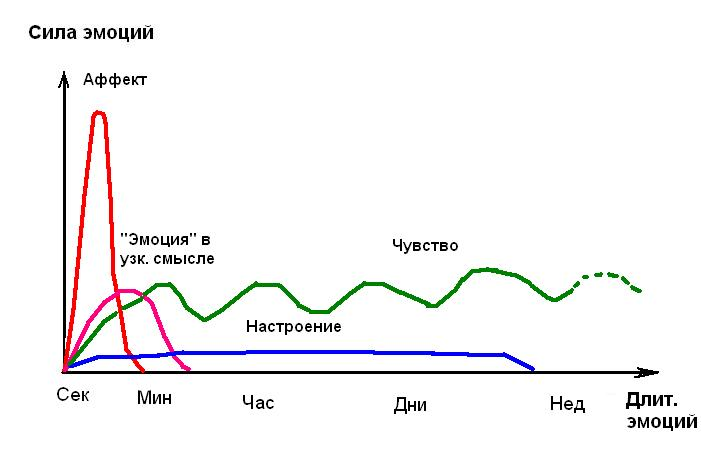 Сила эмоций
Аффект
"Эмоция" в
узк. смысле
Чувство
Настроение
Сек
Мин
Час
Дни
Нед
Длит.
эмоций